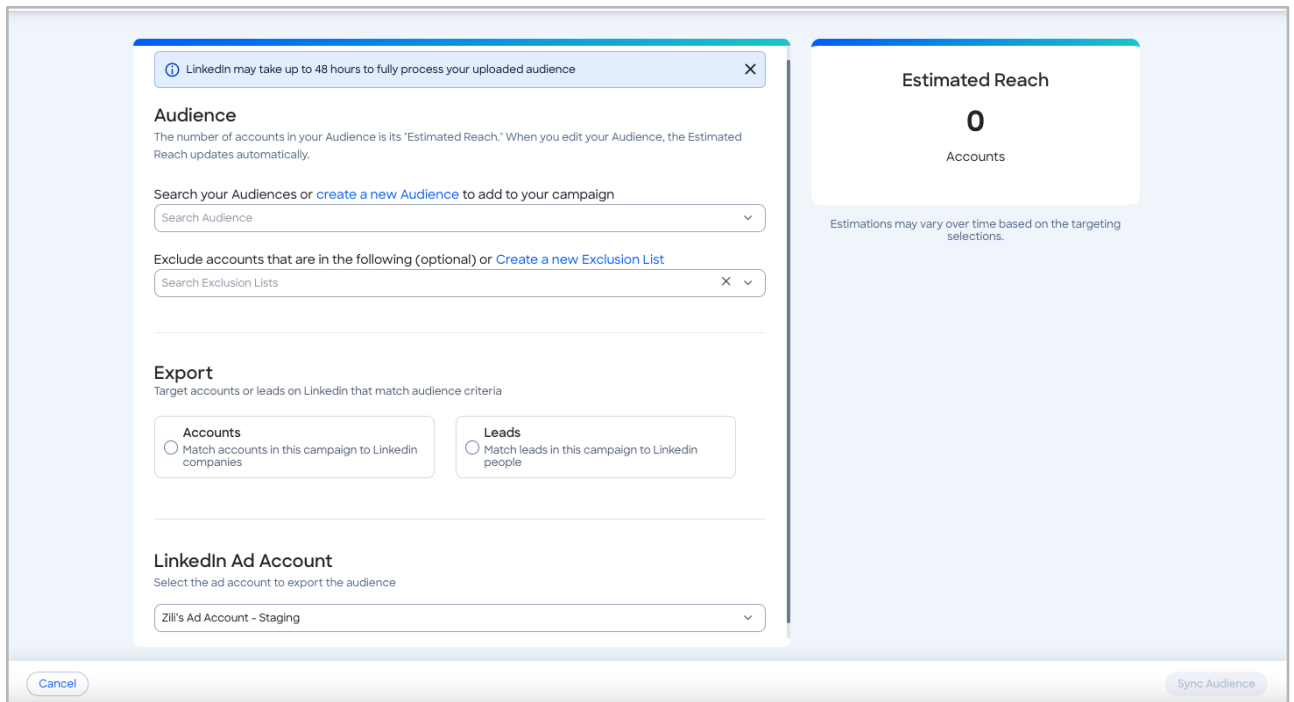 LinkedIn may take up to 48 hours to fully process your uploaded audience
Audience
The number of accounts in your Audience is its "Estimated Reach." When you edit your Audience, the Estimated
Reach updates automatically.
Search your Audiences or create a new Audience to add to your campaign
Search Audience
Exclude accounts that are in the following (optional) or Create a new Exclusion List
Search Exclusion Lists
Export
Target accounts or leads on Linkedin that match audience criteria
Accounts
Match accounts in this campaign to Linkedin
companies
Leads
Match leads in this campaign to Linkedin
people
LinkedIn Ad Account
Select the ad account to export the audience
Zili's Ad Account - Staging
Estimated Reach
0
Accounts
Estimations may vary over time based on the targeting
selections.
Cancel
Sync Audience